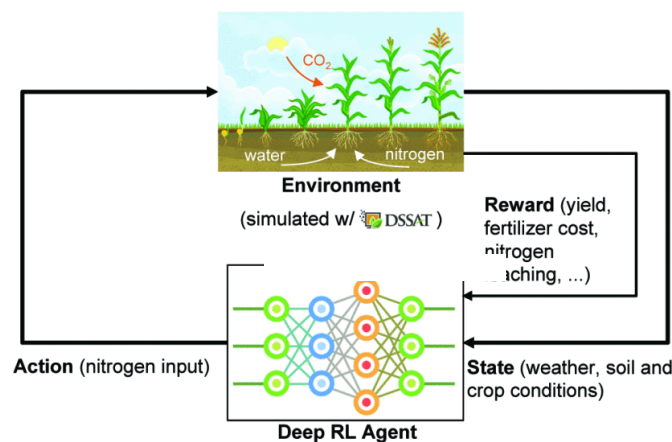 CO₂
water
nitrogen
Environment
(simulated w/ DSSAT )
Reward (yield,
fertilizer cost,
nitrogen
aching, ...)
Action (nitrogen input)
State (weather, soil and
crop conditions)
Deep RL Agent